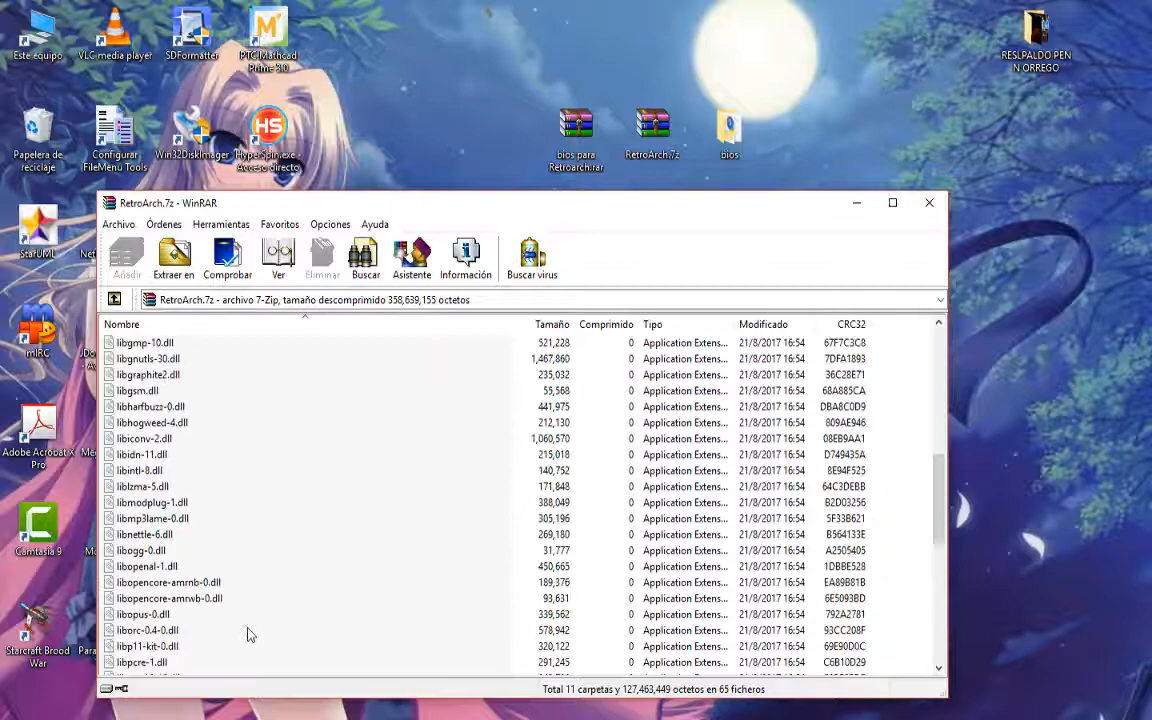 Este equipo
VLC media player
SDFormatter
PTC Mathcad
Prime 3.0
RESLPALDO PEN
N ORREGO
Papelera de
reciclaje
Configurar
FileMenu Tools
Win32DiskImager
HyperSpin.exe -
Acceso directo
bios para
Retroarch.rar
RetroArch.7z
bios
StarUML
Net
mIRC
JDo
Adobe Acrobat X
Pro
Camtasia 9
Starcraft Brood
War
Para
RetroArch.7z - WinRAR
Archivo Órdenes Herramientas Favoritos Opciones Ayuda
Añadir Extraer en Comprobar Ver Eliminar Buscar Asistente Información Buscar virus
RetroArch.7z - archivo 7-Zip, tamaño descomprimido 358,639,155 octetos
Nombre Tamaño Comprimido Tipo Modificado CRC32
libgmp-10.dll 521,228 0 Application Extens... 21/8/2017 16:54 67F7C3C8
libgnutls-30.dll 1,467,860 0 Application Extens... 21/8/2017 16:54 7DFA1893
libgraphite2.dll 235,032 0 Application Extens... 21/8/2017 16:54 36C28E71
libgsm.dll 55,568 0 Application Extens... 21/8/2017 16:54 68A885CA
libharfbuzz-0.dll 441,975 0 Application Extens... 21/8/2017 16:54 DBA8C0D9
libhogweed-4.dll 212,130 0 Application Extens... 21/8/2017 16:54 809AE946
libiconv-2.dll 1,060,570 0 Application Extens... 21/8/2017 16:54 08EB9AA1
libidn-11.dll 215,018 0 Application Extens... 21/8/2017 16:54 D749435A
libintl-8.dll 140,752 0 Application Extens... 21/8/2017 16:54 8E94F525
liblzma-5.dll 171,848 0 Application Extens... 21/8/2017 16:54 64C3DEBB
libmodplug-1.dll 388,049 0 Application Extens... 21/8/2017 16:54 B2D03256
libmp3lame-0.dll 305,196 0 Application Extens... 21/8/2017 16:54 5F33B621
libnettle-6.dll 269,180 0 Application Extens... 21/8/2017 16:54 B564133E
libogg-0.dll 31,777 0 Application Extens... 21/8/2017 16:54 A2505405
libopenal-1.dll 450,665 0 Application Extens... 21/8/2017 16:54 1DBBE528
libopencore-amrnb-0.dll 189,376 0 Application Extens... 21/8/2017 16:54 EA89B81B
libopencore-amrwb-0.dll 93,631 0 Application Extens... 21/8/2017 16:54 6E5093BD
libopus-0.dll 339,562 0 Application Extens... 21/8/2017 16:54 792A2781
liborc-0.4-0.dll 578,942 0 Application Extens... 21/8/2017 16:54 93CC208F
libp11-kit-0.dll 320,122 0 Application Extens... 21/8/2017 16:54 69E90D0C
libpcre-1.dll 291,245 0 Application Extens... 21/8/2017 16:54 C6B10D29
Total 11 carpetas y 127,463,449 octetos en 65 ficheros